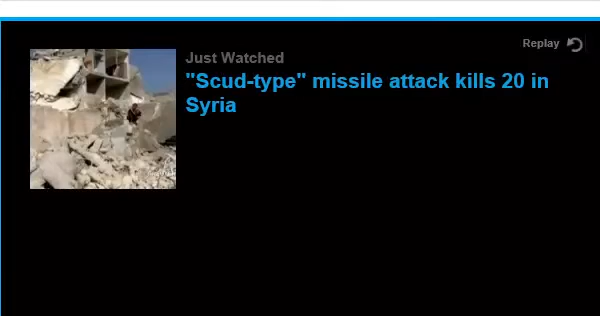 Replay
Just Watched
"Scud-type" missile attack kills 20 in
Syria